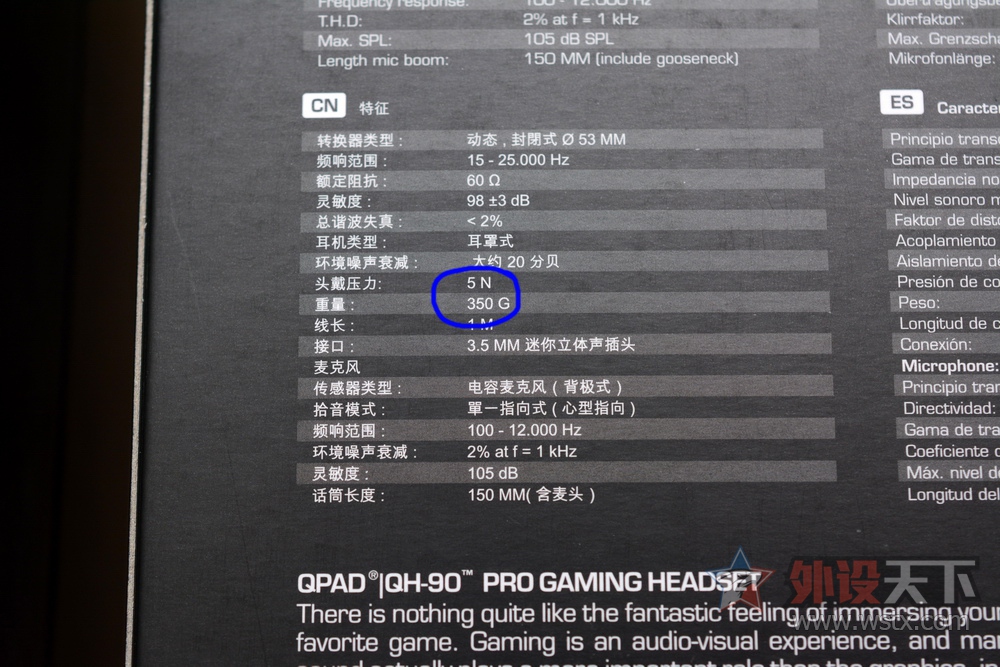 Frequency response: 100 - 12.000 Hz
T.H.D: 2% at f = 1 kHz
Max. SPL: 105 dB SPL
Length mic boom: 150 MM (include gooseneck)
CN 特征
转换器类型: 动态,封闭式 Ø 53 MM
频响范围: 15 - 25.000 Hz
额定阻抗: 60 Ω
灵敏度: 98 ±3 dB
总谐波失真: < 2%
耳机类型: 耳罩式
环境噪声衰减: 大约 20 分贝
头戴压力: 5 N
重量: 350 G
线长: 1 M
接口: 3.5 MM 迷你立体声插头
麦克风
传感器类型: 电容麦克风(背极式)
拾音模式: 單一指向式(心型指向)
频响范围: 100 - 12.000 Hz
环境噪声衰减: 2% at f = 1 kHz
灵敏度: 105 dB
话筒长度: 150 MM(含麦头)
Klirrfaktor:
Max. Grenzscha
Mikrofonlänge:
ES Caracter
Principio trans
Gama de trans
Impedancia no
Nivel sonoro m
Faktor de disto
Acoplamiento
Aislamiento de
Presión de co
Peso:
Longitud de c
Conexión:
Microphone:
Principio tran
Directividad:
Gama de tra
Coeficiente d
Máx. nivel d
Longitud del
QPAD®|QH-90™ PRO GAMING HEADSET
There is nothing quite like the fantastic feeling of immersing your
favorite game. Gaming is an audio-visual experience, and ma
外设天下
www.wstx.com